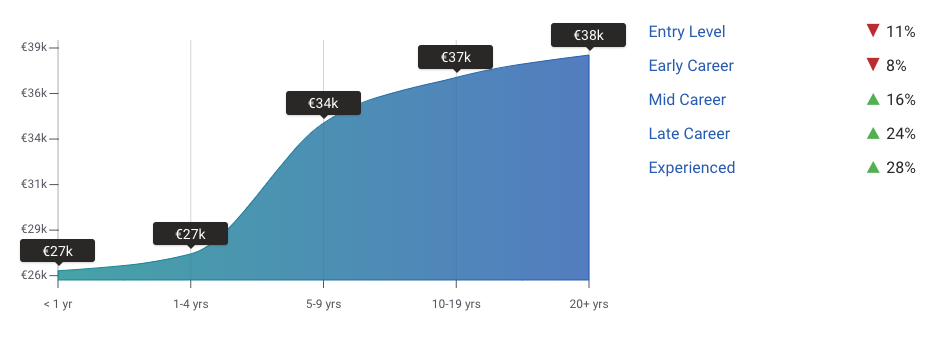 €39k
€36k
€34k
€31k
€29k
€26k
€27k
€27k
€34k
€37k
€38k
< 1 yr
1-4 yrs
5-9 yrs
10-19 yrs
20+ yrs
Entry Level ▼ 11%
Early Career ▼ 8%
Mid Career ▲ 16%
Late Career ▲ 24%
Experienced ▲ 28%